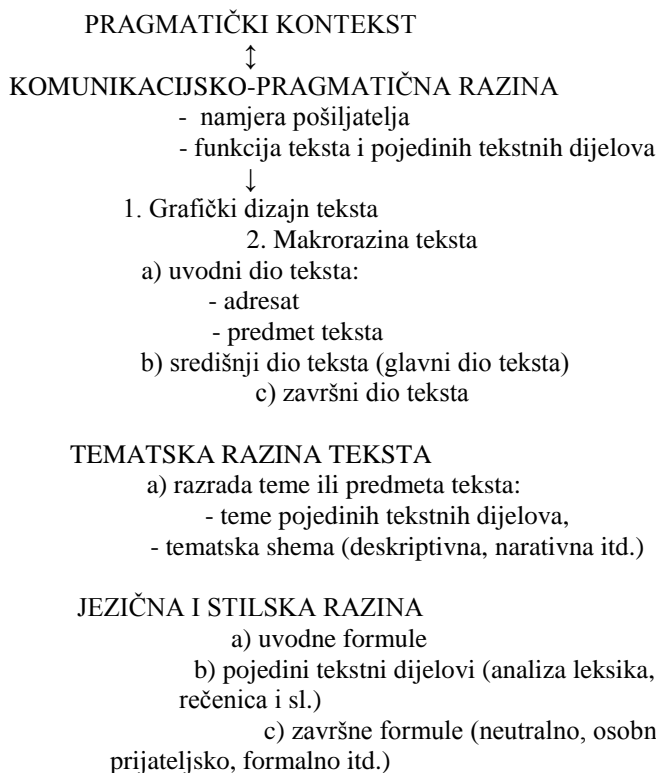 PRAGMATIČKI KONTEKST
↕
KOMUNIKACIJSKO-PRAGMATIČNA RAZINA
- namjera pošiljatelja
- funkcija teksta i pojedinih tekstnih dijelova
↓
1. Grafički dizajn teksta
2. Makrorazina teksta
a) uvodni dio teksta:
- adresat
- predmet teksta
b) središnji dio teksta (glavni dio teksta)
c) završni dio teksta
TEMATSKA RAZINA TEKSTA
a) razrada teme ili predmeta teksta:
- teme pojedinih tekstnih dijelova,
- tematska shema (deskriptivna, narativna itd.)
JEZIČNA I STILSKA RAZINA
a) uvodne formule
b) pojedini tekstni dijelovi (analiza leksika,
rečenica i sl.)
c) završne formule (neutralno, osobn
prijateljsko, formalno itd.)